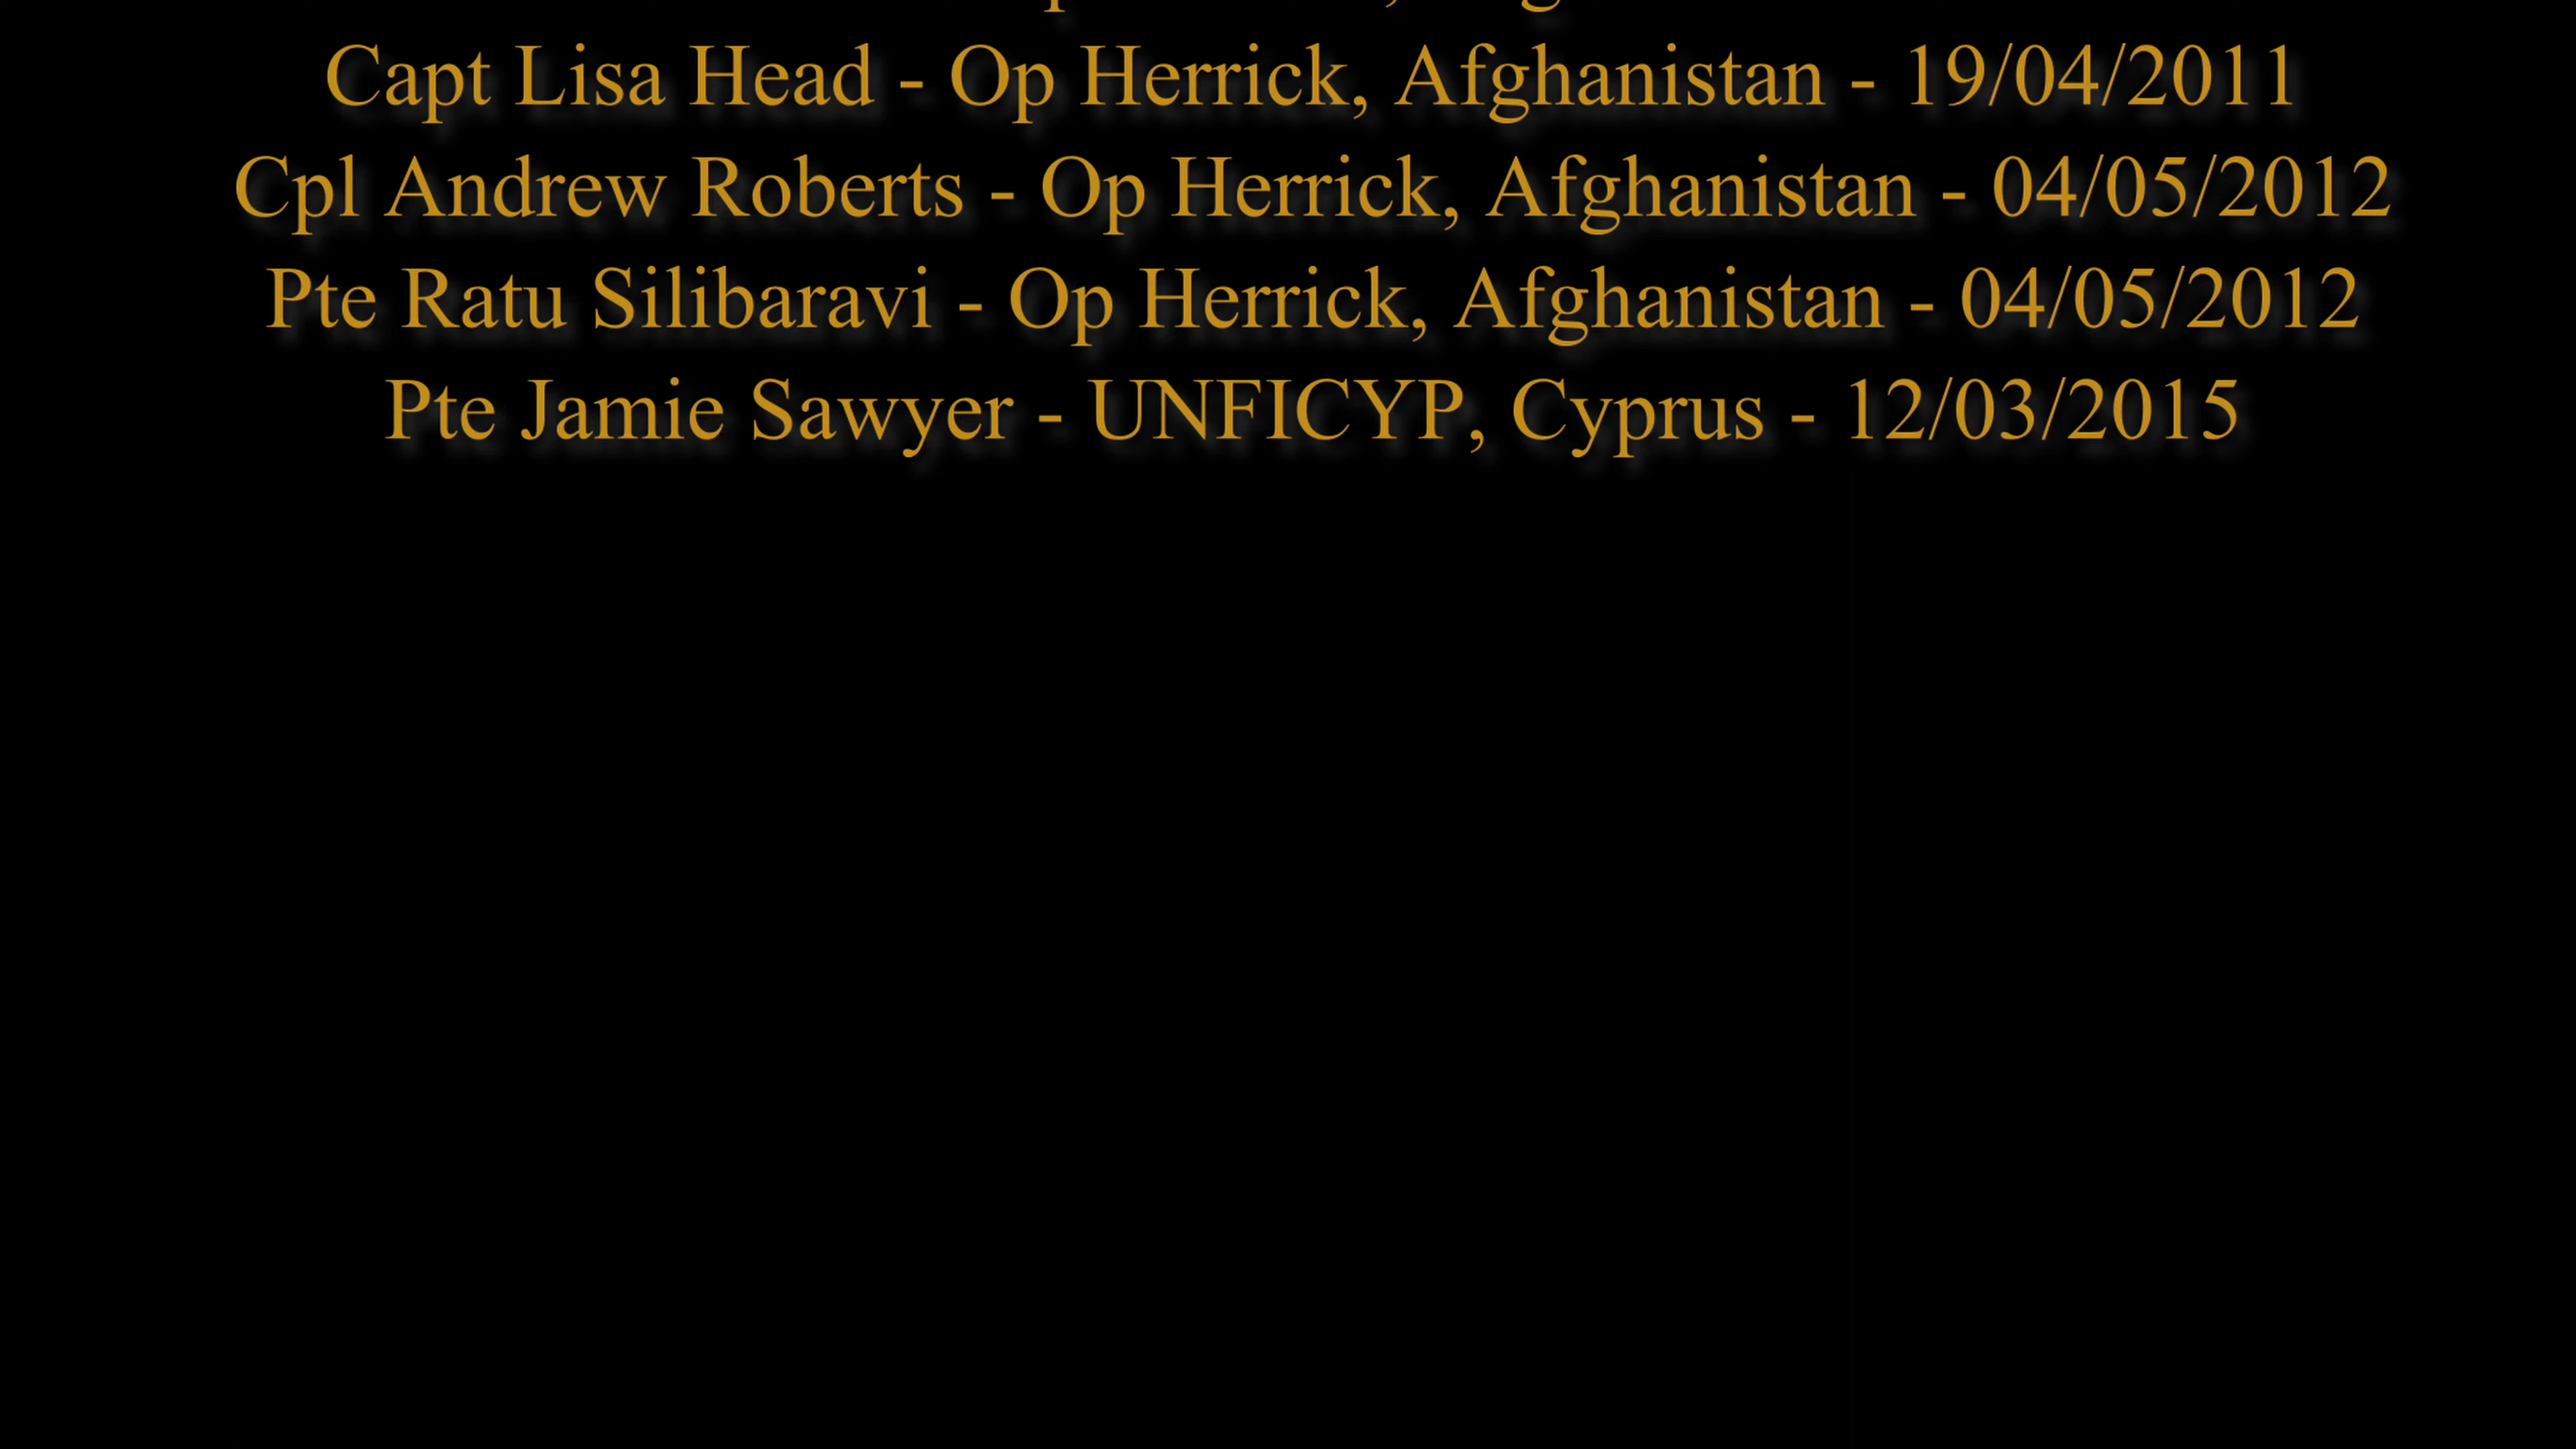 Capt Lisa Head - Op Herrick, Afghanistan - 19/04/2011
Cpl Andrew Roberts - Op Herrick, Afghanistan - 04/05/2012
Pte Ratu Silibaravi - Op Herrick, Afghanistan - 04/05/2012
Pte Jamie Sawyer - UNFICYP, Cyprus - 12/03/2015